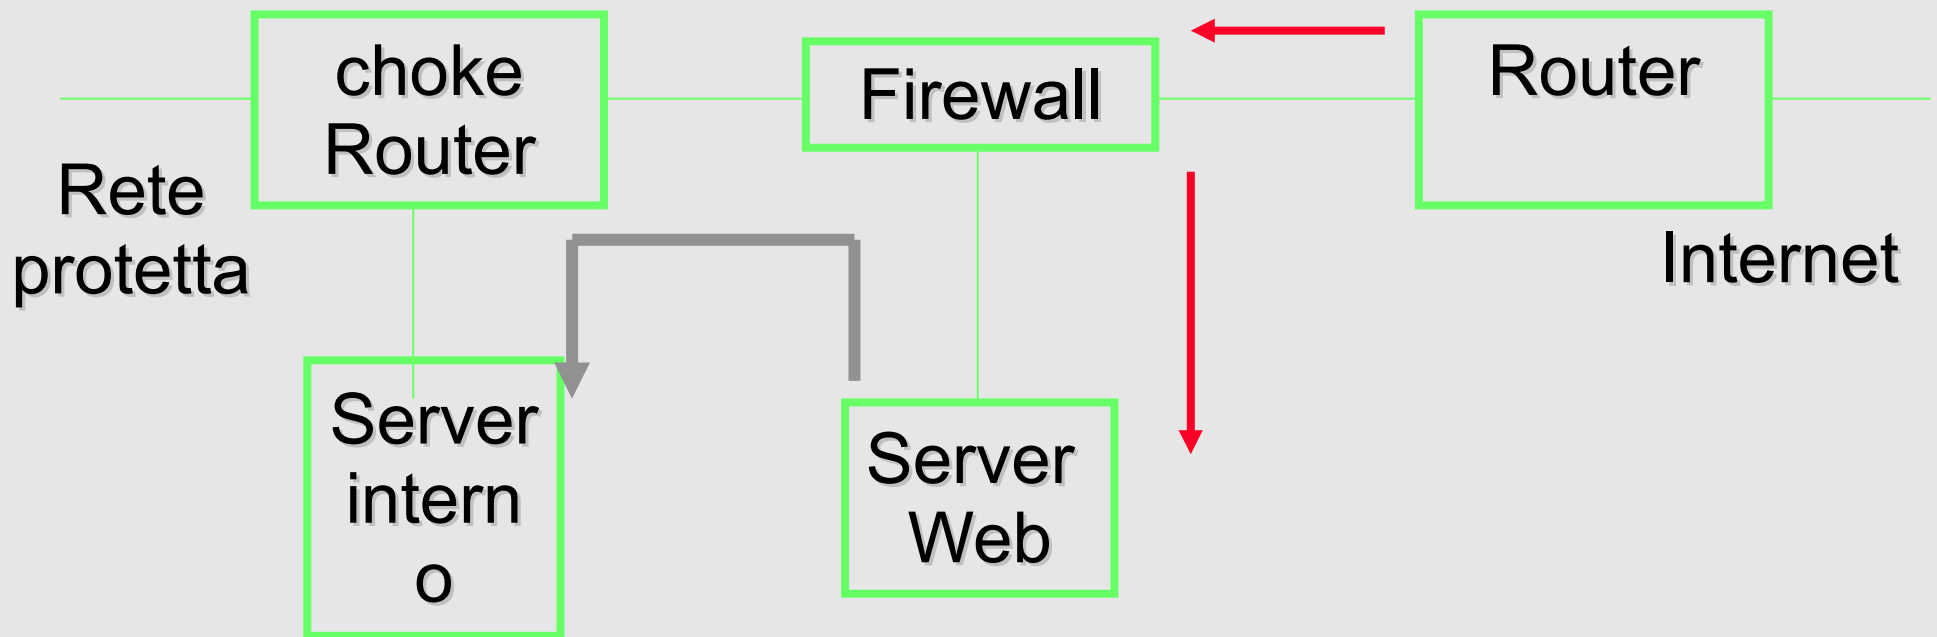 choke
Router
Firewall
Router
Rete
protetta
Internet
Server
intern
o
Server
Web